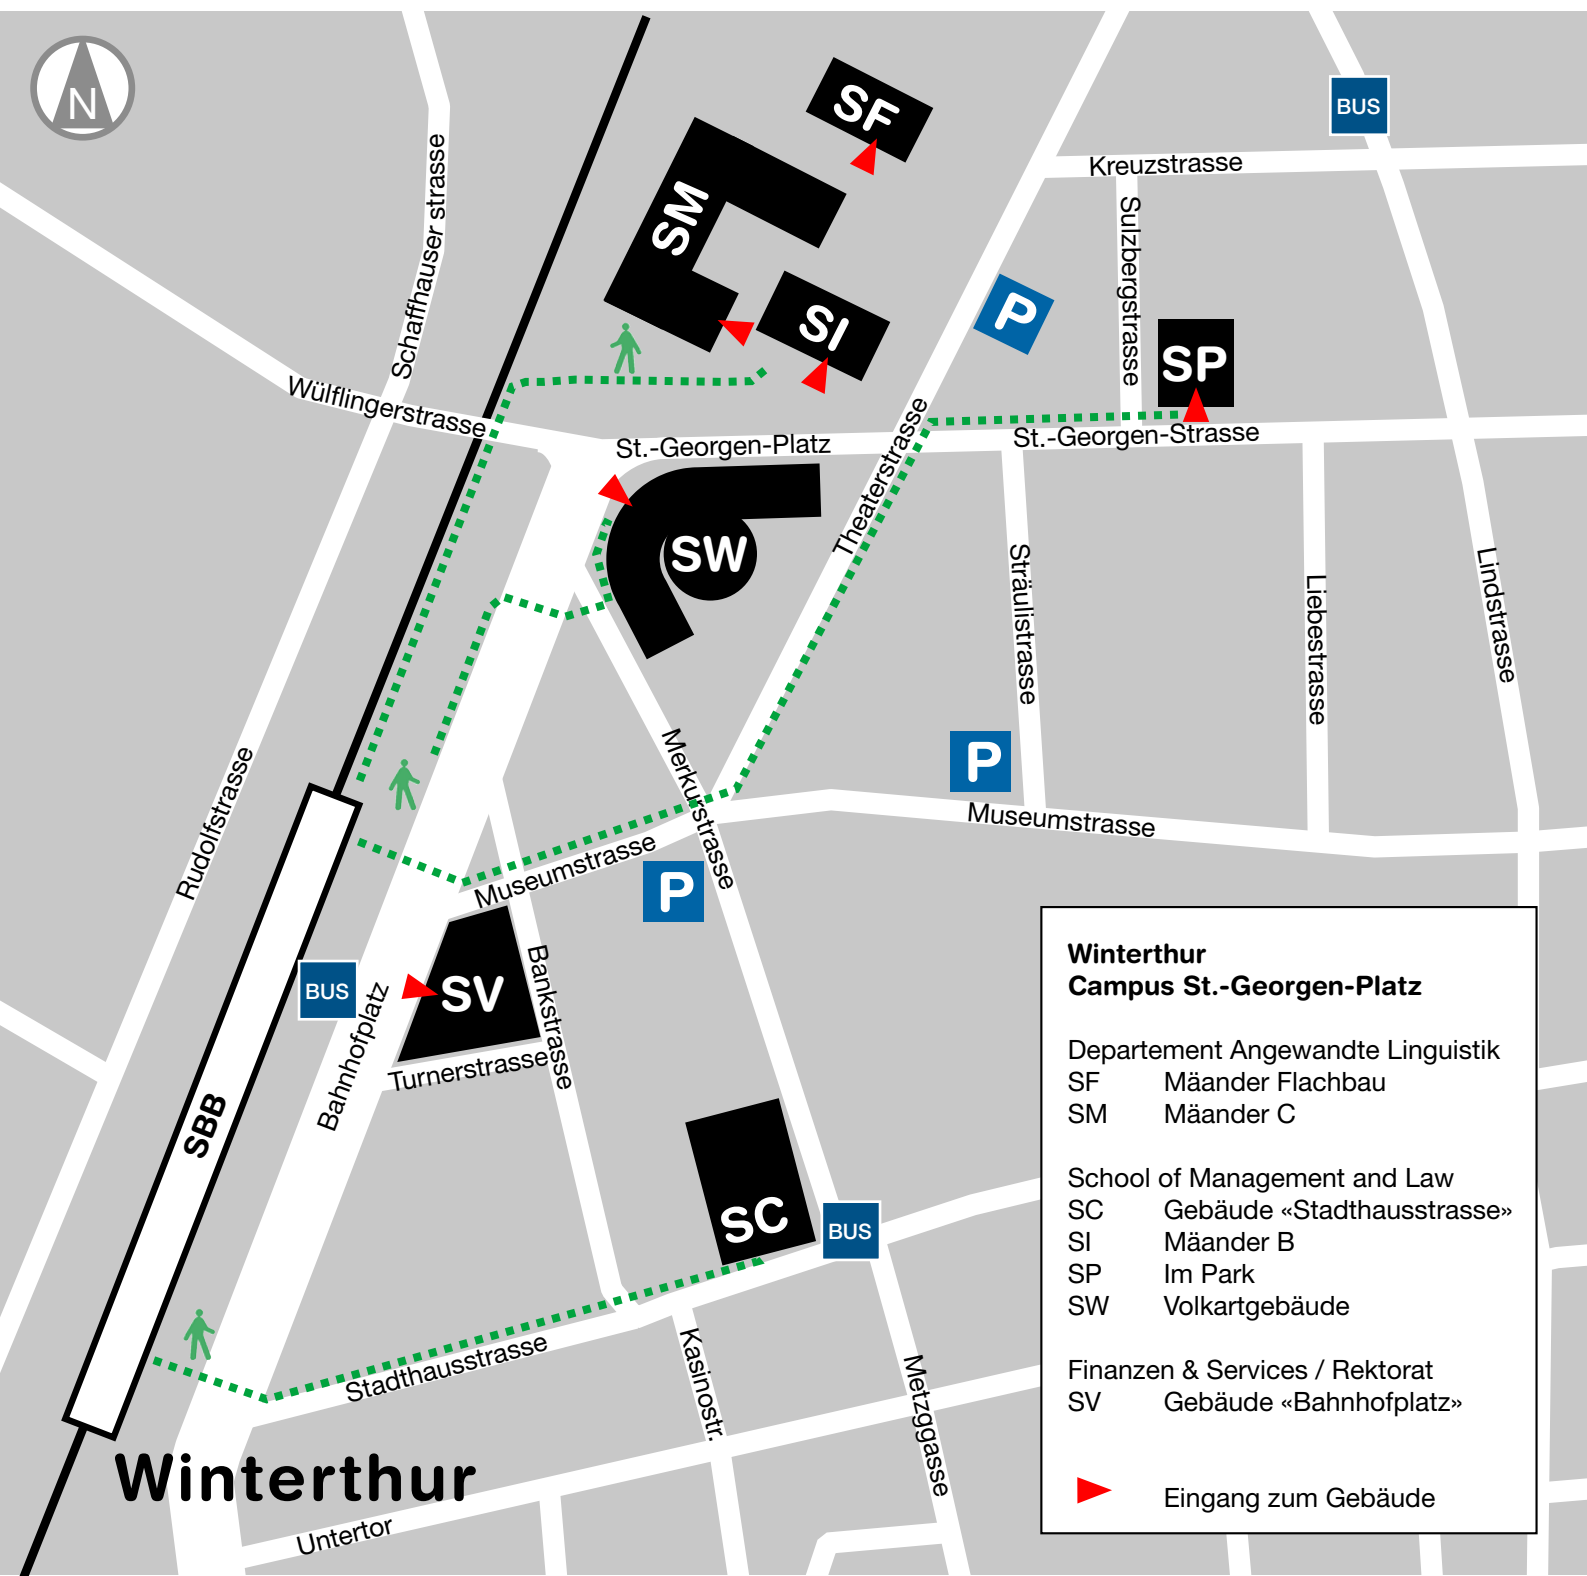 N
SF
BUS
Kreuzstrasse
Schaffhauser strasse
SM
Sulzbergstrasse
P
SI
SP
Wülflingerstrasse
St.-Georgen-Platz
St.-Georgen-Strasse
Theaterstrasse
SW
Sträulistrasse
Liebestrasse
Lindstrasse
Rudolfstrasse
Merkurstrasse
P
Museumstrasse
Museumstrasse
P
BUS
SV
Bahnhofplatz
Bankstrasse
Turnerstrasse
SBB
SC
BUS
Stadthausstrasse
Kasinostr.
Metzggasse
Winterthur
Untertor
Winterthur
Campus St.-Georgen-Platz
Departement Angewandte Linguistik
SF Mäander Flachbau
SM Mäander C
School of Management and Law
SC Gebäude «Stadthausstrasse»
SI Mäander B
SP Im Park
SW Volkartgebäude
Finanzen & Services / Rektorat
SV Gebäude «Bahnhofplatz»
Eingang zum Gebäude